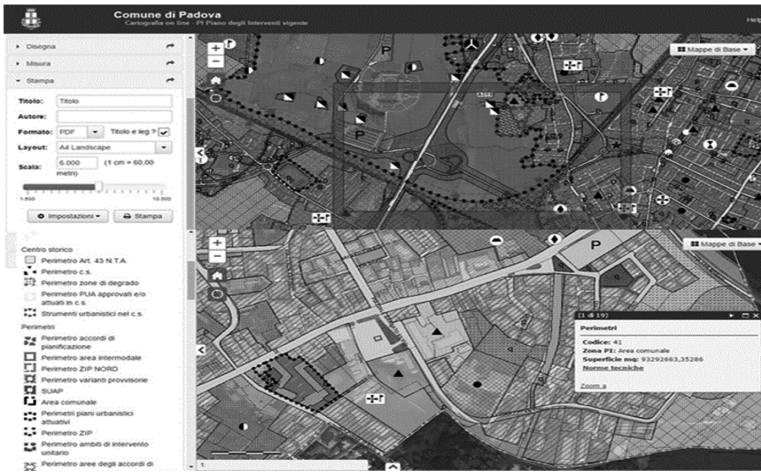 Comune di Padova
Cartografia on line - PI Piano degli Interventi vigente
Help
Disegna
Misura
Stampa
Titolo: Titolo
Autore:
Formato: PDF Titolo e leg ?
Layout: A4 Landscape
Scala: 6.000 (1 cm = 60,00
metri)
10.000
Impostazioni Stampa
Mappe di Base
P
P
Centro storico
Perimetro Art. 43 N.T.A.
Perimetro c.s.
Perimetro zone di degrado
Perimetro PUA approvati e/o
attuati in c.s.
Strumenti urbanistici nel c.s.
Perimetri
Perimetro accordi di
pianificazione
Perimetro area intermodale
Perimetro ZIP NORD
Perimetro varianti provvisorie
SUAP
Area comunale
Perimetri piani urbanistici
attuativi
Perimetro ZIP
Perimetro ambiti di intervento
unitario
Perimetro aree degli accordi di
Mappe di Base
P
(1 di 19)
Perimetri
Codice: 41
Zona PI: Area comunale
Superficie mq: 93292663,35286
Norme tecniche
Zoom a
1: